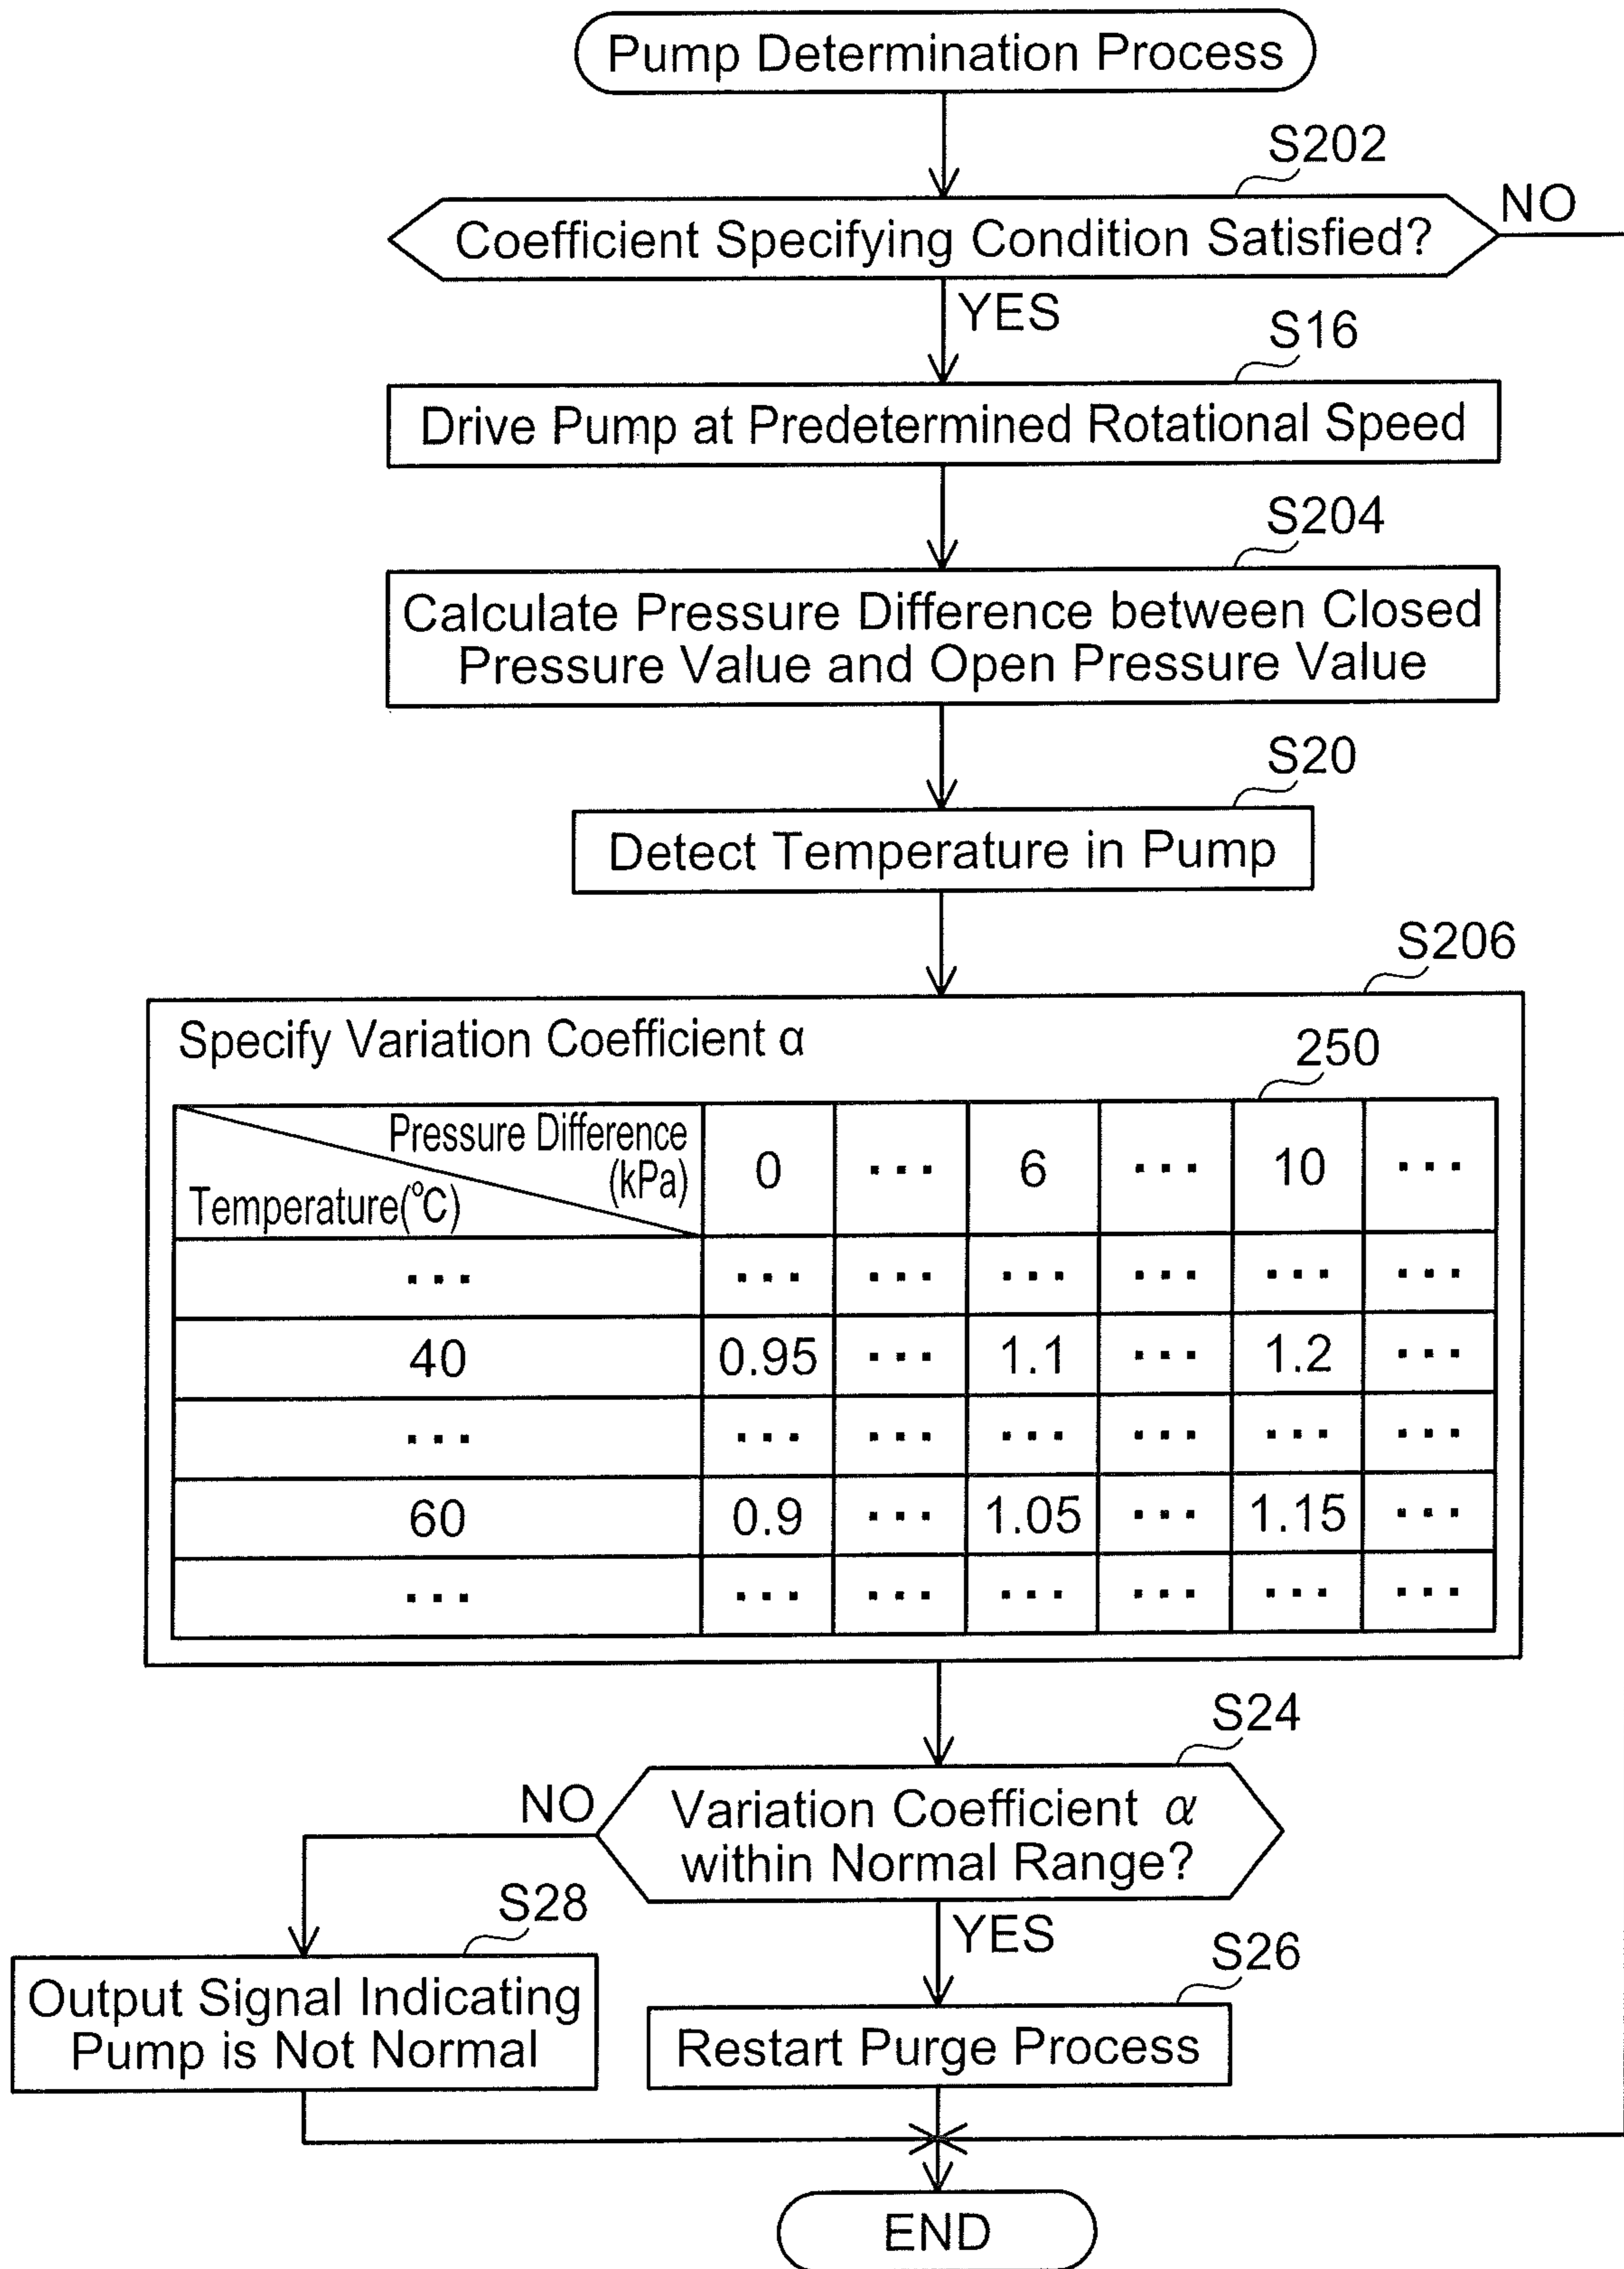 Pump Determination Process
S202
Coefficient Specifying Condition Satisfied?
NO
YES
S16
Drive Pump at Predetermined Rotational Speed
S204
Calculate Pressure Difference between Closed
Pressure Value and Open Pressure Value
S20
Detect Temperature in Pump
S206
Specify Variation Coefficient α
250
Pressure Difference
(kPa)
Temperature(°C)
0 ... 6 ... 10 ...
... ... ... ... ... ... ...
40 0.95 ... 1.1 ... 1.2 ...
... ... ... ... ... ... ...
60 0.9 ... 1.05 ... 1.15 ...
... ... ... ... ... ... ...
S24
Variation Coefficient α
within Normal Range?
NO
YES
S28
Output Signal Indicating
Pump is Not Normal
S26
Restart Purge Process
END